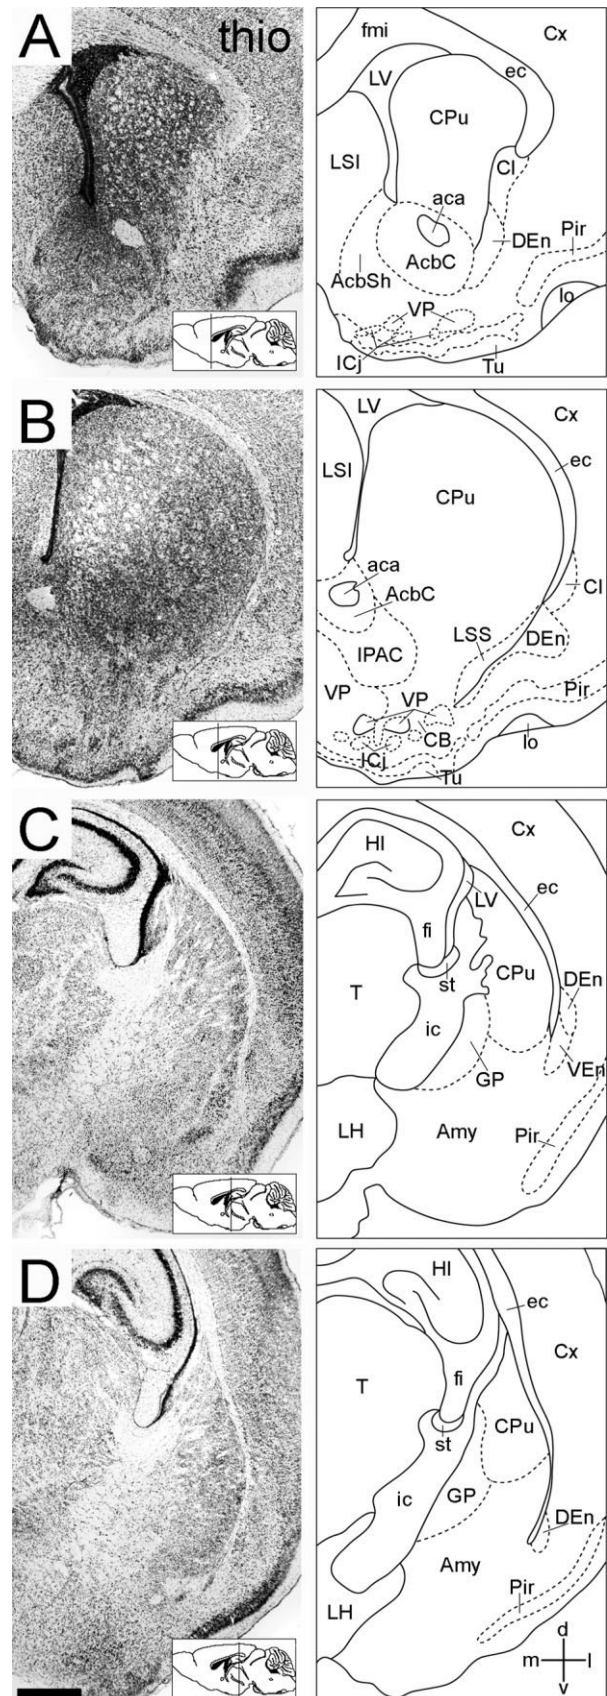 A
thio
fmi
Cx
LV
ec
CPu
LSI
Cl
aca
DEn
Pir
AcbC
AcbSh
lo
VP
ICj
Tu
B
LV
Cx
ec
LSI
CPu
aca
Cl
AcbC
LSS
DEn
IPAC
VP
VP
Pir
CB
lo
ICj
Tu
C
Cx
HI
ec
LV
fi
CPu
DEn
T
st
ic
VEn
GP
LH
Amy
Pir
D
HI
ec
Cx
T
fi
CPu
st
GP
ic
DEn
Amy
Pir
d
LH
m
l
v